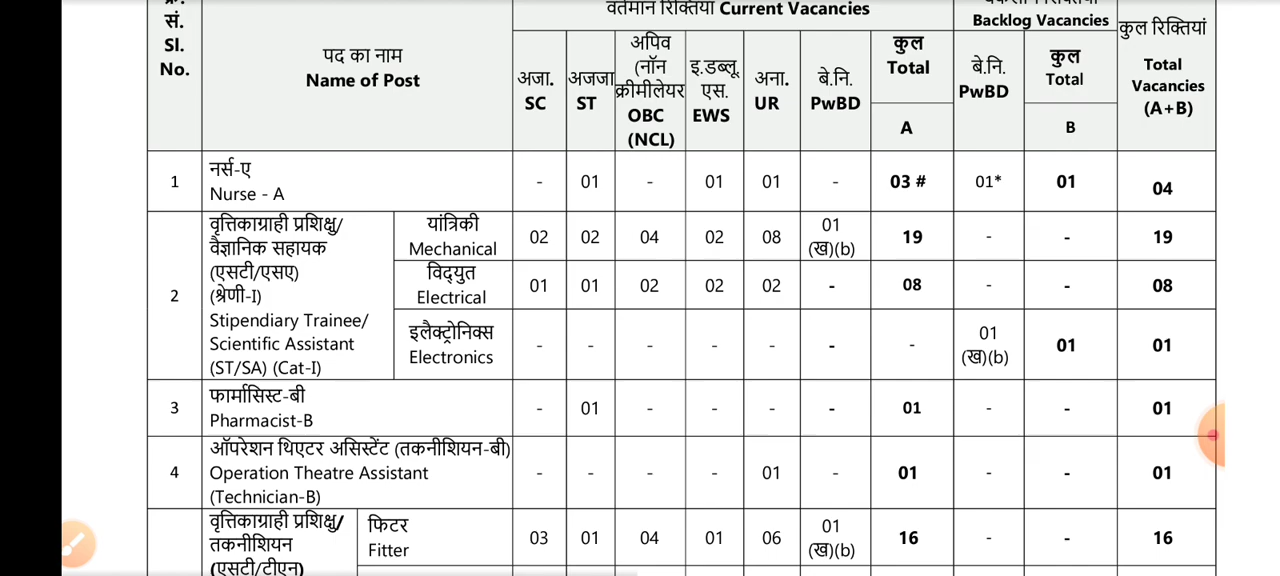 सं.
Sl.
No.
पद का नाम
Name of Post
वर्तमान रिक्तियां Current Vacancies
Backlog Vacancies
कुल रिक्तियां
Total
Vacancies
(A+B)
अजा.
SC
अजजा
ST
अपिव
(नॉन
क्रीमीलेयर
OBC
(NCL)
इ.डब्लू.
एस.
EWS
अना.
UR
बे.नि.
PwBD
कुल
Total
A
बे.नि.
PwBD
कुल
Total
B
1
नर्स-ए
Nurse - A
- 01 - 01 01 - 03 # 01* 01 04
2
वृत्तिकाग्राही प्रशिक्षु/
वैज्ञानिक सहायक
(एसटी/एसए)
(श्रेणी-I)
Stipendiary Trainee/
Scientific Assistant
(ST/SA) (Cat-I)
यांत्रिकी
Mechanical
02 02 04 02 08 01 (ख)(b) 19 - - 19
विद्युत
Electrical
01 01 02 02 02 - 08 - - 08
इलैक्ट्रोनिक्स
Electronics
- - - - - - - 01 (ख)(b) 01 01
3
फार्मासिस्ट-बी
Pharmacist-B
- 01 - - - - 01 - - 01
4
ऑपरेशन थिएटर असिस्टेंट (तकनीशियन-बी)
Operation Theatre Assistant
(Technician-B)
- - - - 01 - 01 - - 01
वृत्तिकाग्राही प्रशिक्षु/
तकनीशियन
(एसटी/टीएन)
फिटर
Fitter
03 01 04 01 06 01 (ख)(b) 16 - - 16